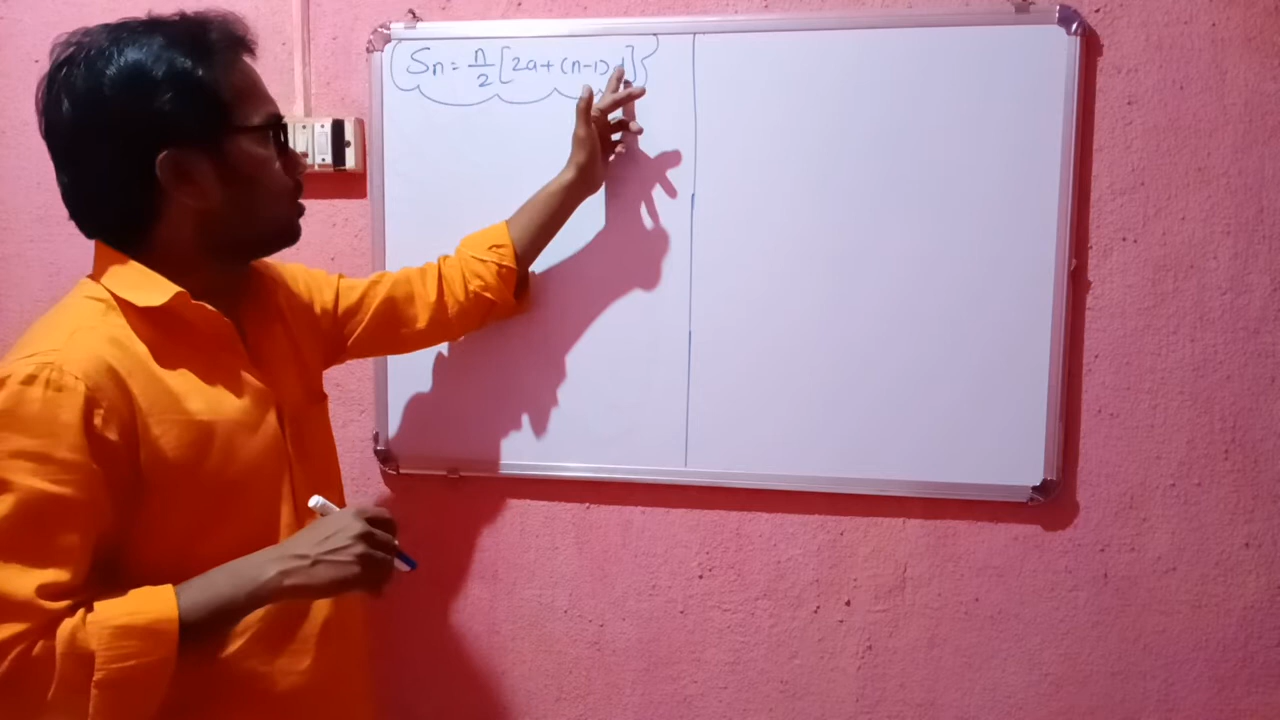 Sn = n/2 [2a + (n-1) d]